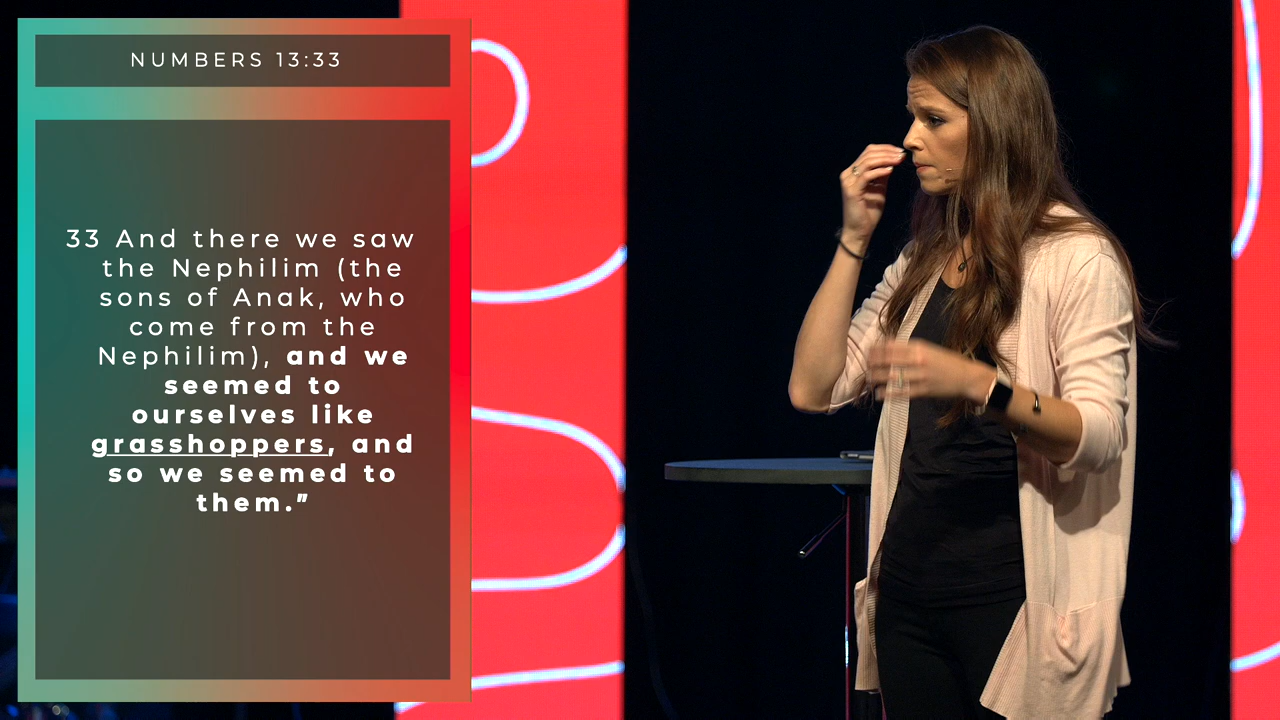 NUMBERS 13:33
33 And there we saw
the Nephilim (the
sons of Anak, who
come from the
Nephilim), and we
seemed to
ourselves like
grasshoppers, and
so we seemed to
them.”